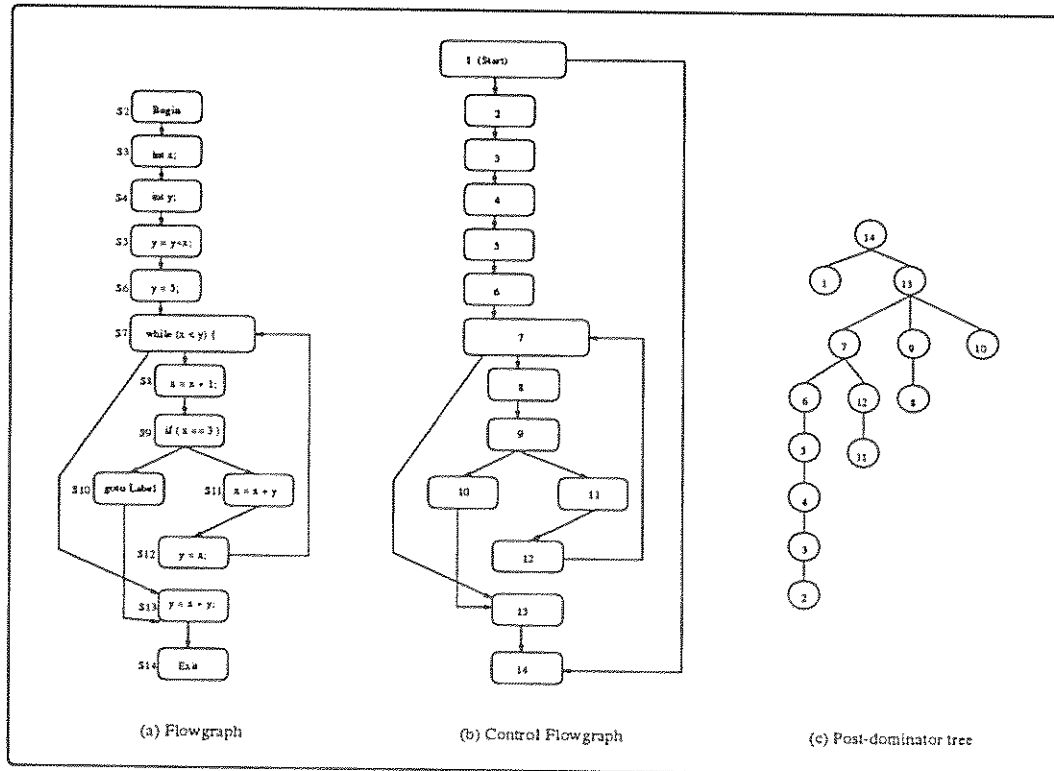 S2 Begin
S3 int x;
S4 int y;
S5 y = y+x;
S6 y = 5;
S7 while (x < y) {
S8 x = x + 1;
S9 if ( x == 3 )
S10 goto Label
S11 x = x + y
S12 y = x;
S13 y = x + y;
S14 Exit
(a) Flowgraph
1 (Start)
2
3
4
5
6
7
8
9
10
11
12
13
14
(b) Control Flowgraph
14
1
13
7
9
10
6
12
8
5
11
4
3
2
(c) Post-dominator tree